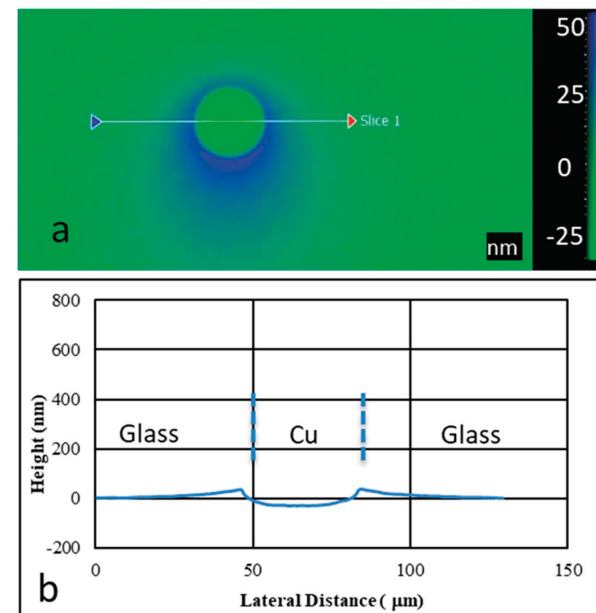 50
25
0
-25
nm
Slice 1
a
800
600
400
200
0
-200
Height (nm)
Glass
Cu
Glass
0
50
100
150
Lateral Distance ( μm)
b